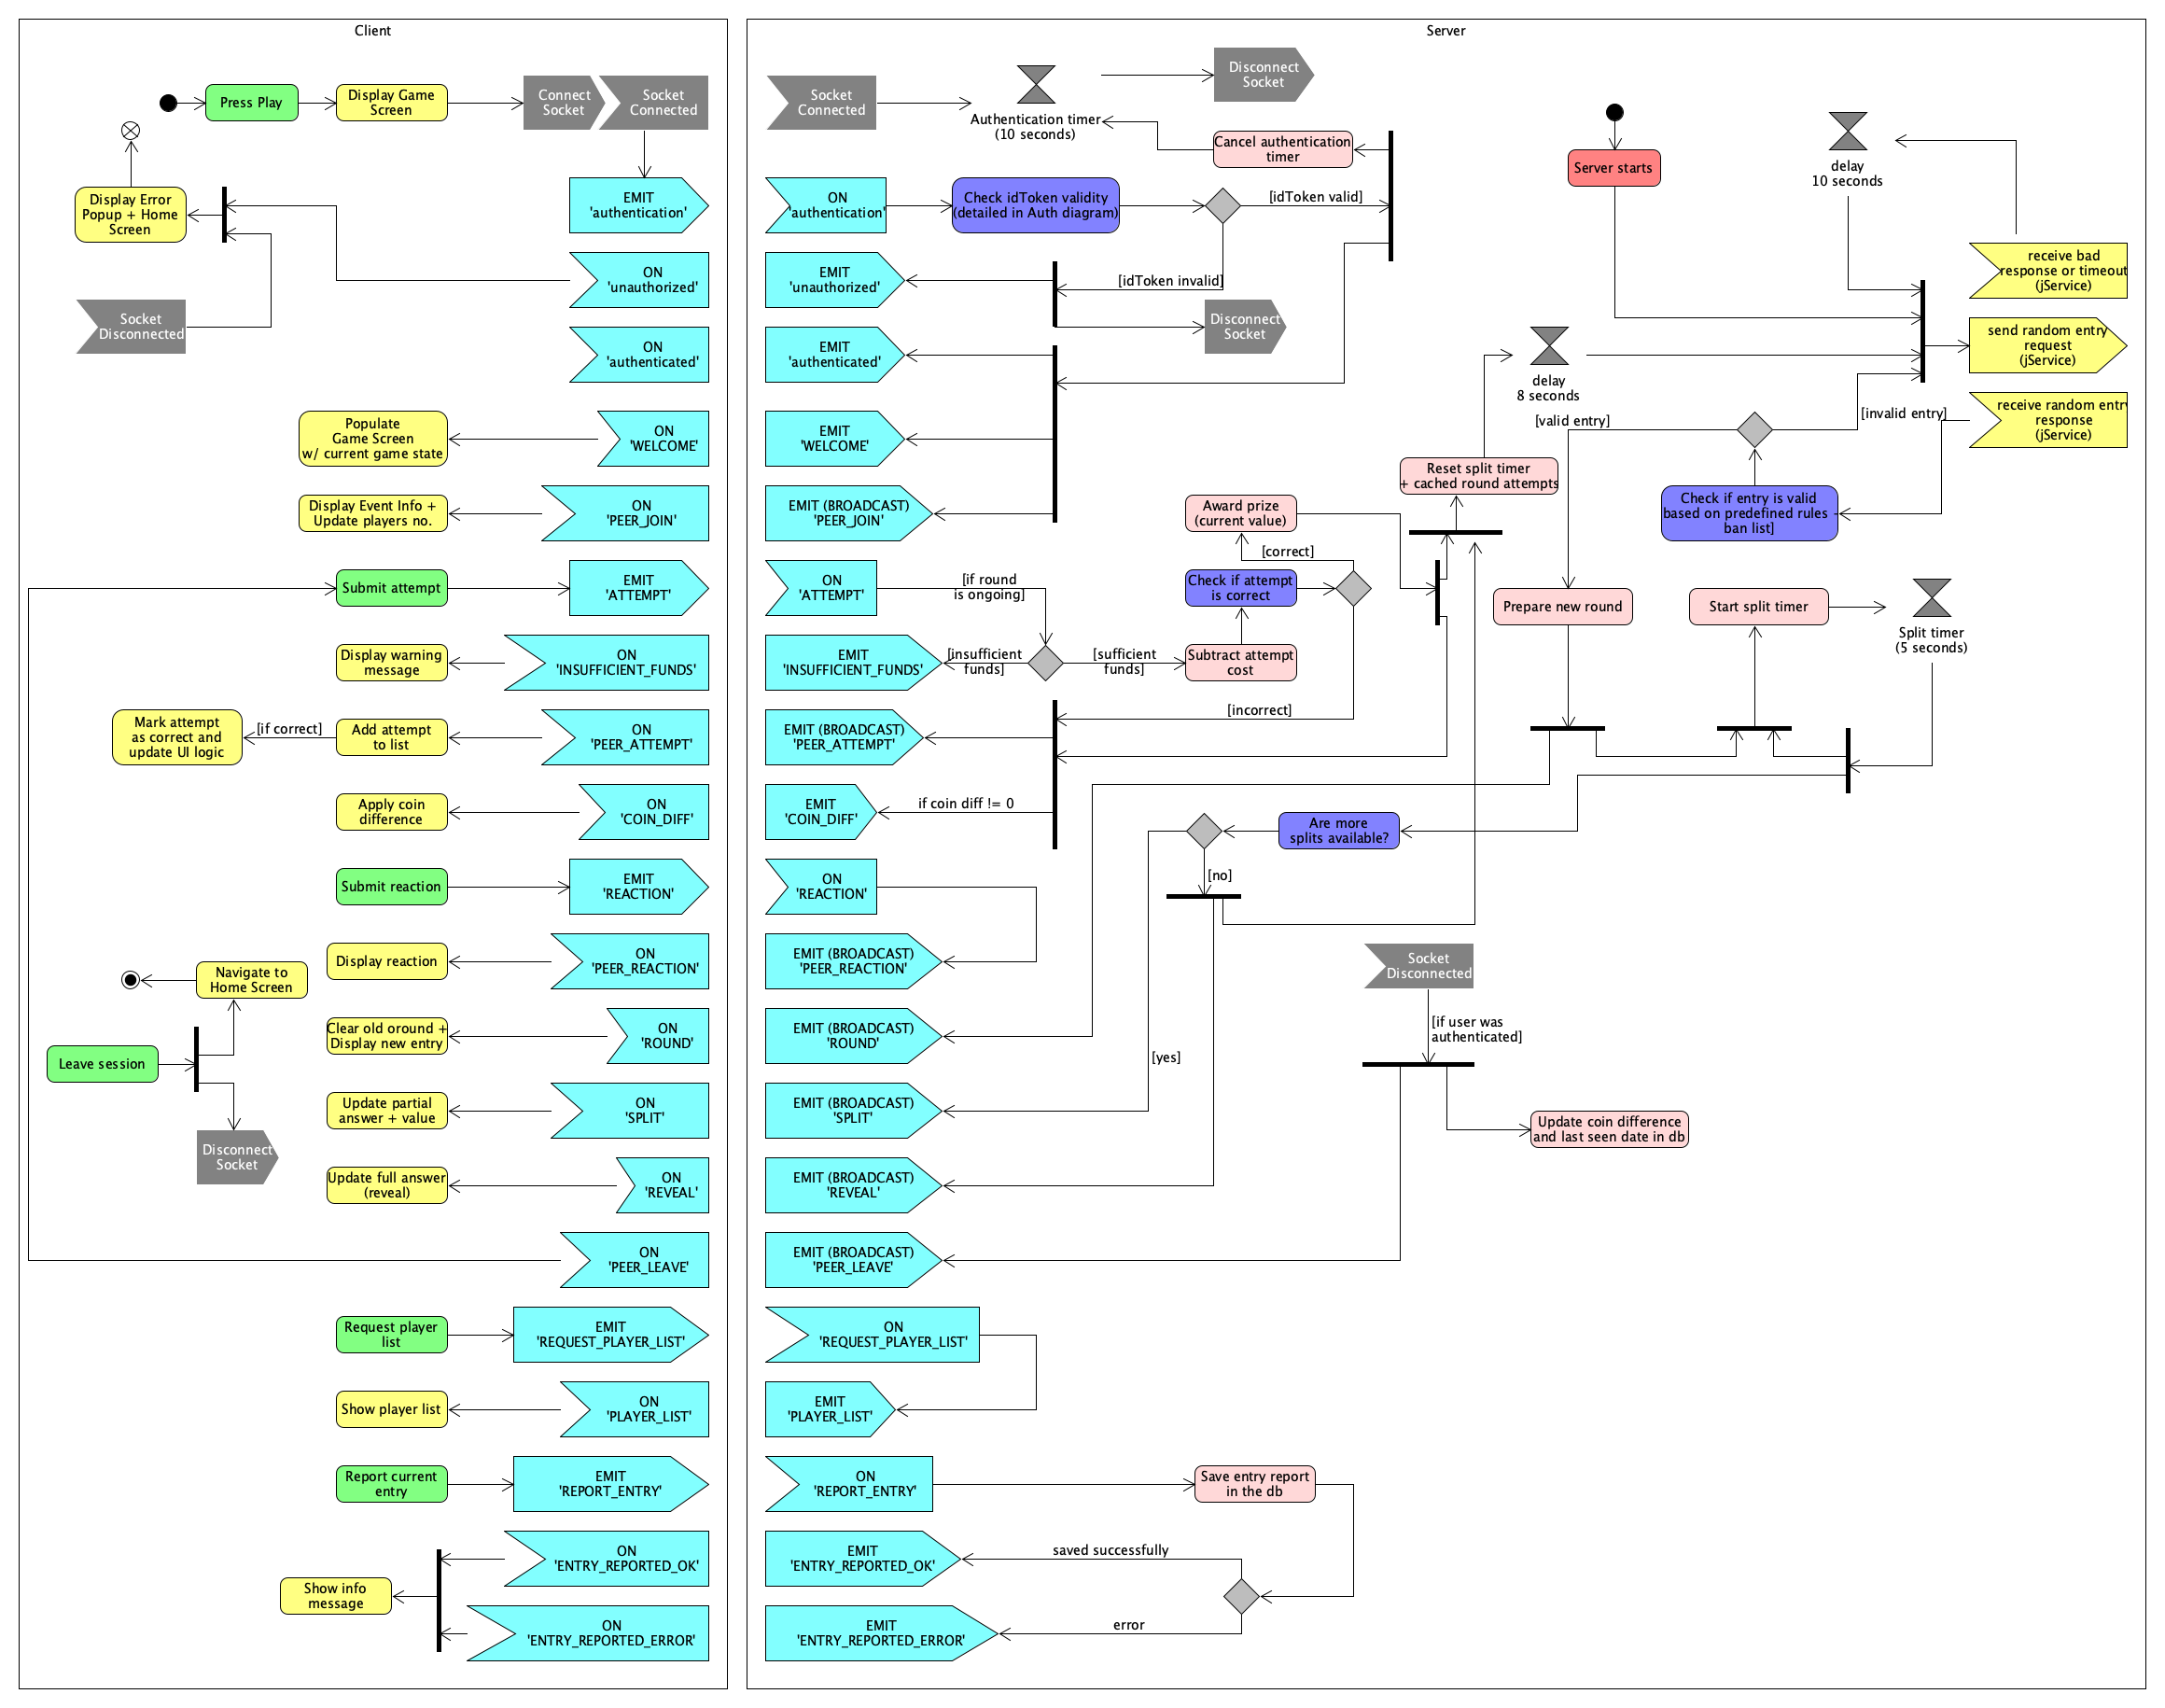 Client
Press Play
Display Game
Screen
Connect
Socket
Socket
Connected
Display Error
Popup + Home
Screen
EMIT
'authentication'
ON
'unauthorized'
Socket
Disconnected
ON
'authenticated'
Populate
Game Screen
w/ current game state
ON
'WELCOME'
Display Event Info +
Update players no.
ON
'PEER_JOIN'
Submit attempt
EMIT
'ATTEMPT'
Display warning
message
ON
'INSUFFICIENT_FUNDS'
Mark attempt
as correct and
update UI logic
[if correct]
Add attempt
to list
ON
'PEER_ATTEMPT'
Apply coin
difference
ON
'COIN_DIFF'
Submit reaction
EMIT
'REACTION'
Display reaction
ON
'PEER_REACTION'
Navigate to
Home Screen
Clear old oround +
Display new entry
ON
'ROUND'
Leave session
Update partial
answer + value
ON
'SPLIT'
Disconnect
Socket
Update full answer
(reveal)
ON
'REVEAL'
ON
'PEER_LEAVE'
Request player
list
EMIT
'REQUEST_PLAYER_LIST'
Show player list
ON
'PLAYER_LIST'
Report current
entry
EMIT
'REPORT_ENTRY'
ON
'ENTRY_REPORTED_OK'
Show info
message
ON
'ENTRY_REPORTED_ERROR'
Server
Socket
Connected
Authentication timer
(10 seconds)
Disconnect
Socket
Cancel authentication
timer
ON
'authentication'
Check idToken validity
(detailed in Auth diagram)
[idToken valid]
EMIT
'unauthorized'
[idToken invalid]
Disconnect
Socket
EMIT
'authenticated'
EMIT
'WELCOME'
EMIT (BROADCAST)
'PEER_JOIN'
Server starts
delay
10 seconds
receive bad
response or timeout
(jService)
send random entry
request
(jService)
delay
8 seconds
receive random entry
response
(jService)
[valid entry]
[invalid entry]
Reset split timer
+ cached round attempts
Check if entry is valid
based on predefined rules -
ban list]
Award prize
(current value)
[correct]
ON
'ATTEMPT'
[if round
is ongoing]
Check if attempt
is correct
Prepare new round
Start split timer
Split timer
(5 seconds)
EMIT
'INSUFFICIENT_FUNDS'
[insufficient
funds]
[sufficient
funds]
Subtract attempt
cost
[incorrect]
EMIT (BROADCAST)
'PEER_ATTEMPT'
EMIT
'COIN_DIFF'
if coin diff != 0
Are more
splits available?
[no]
ON
'REACTION'
EMIT (BROADCAST)
'PEER_REACTION'
Socket
Disconnected
[if user was
authenticated]
EMIT (BROADCAST)
'ROUND'
[yes]
EMIT (BROADCAST)
'SPLIT'
Update coin difference
and last seen date in db
EMIT (BROADCAST)
'REVEAL'
EMIT (BROADCAST)
'PEER_LEAVE'
ON
'REQUEST_PLAYER_LIST'
EMIT
'PLAYER_LIST'
ON
'REPORT_ENTRY'
Save entry report
in the db
EMIT
'ENTRY_REPORTED_OK'
saved successfully
EMIT
'ENTRY_REPORTED_ERROR'
error